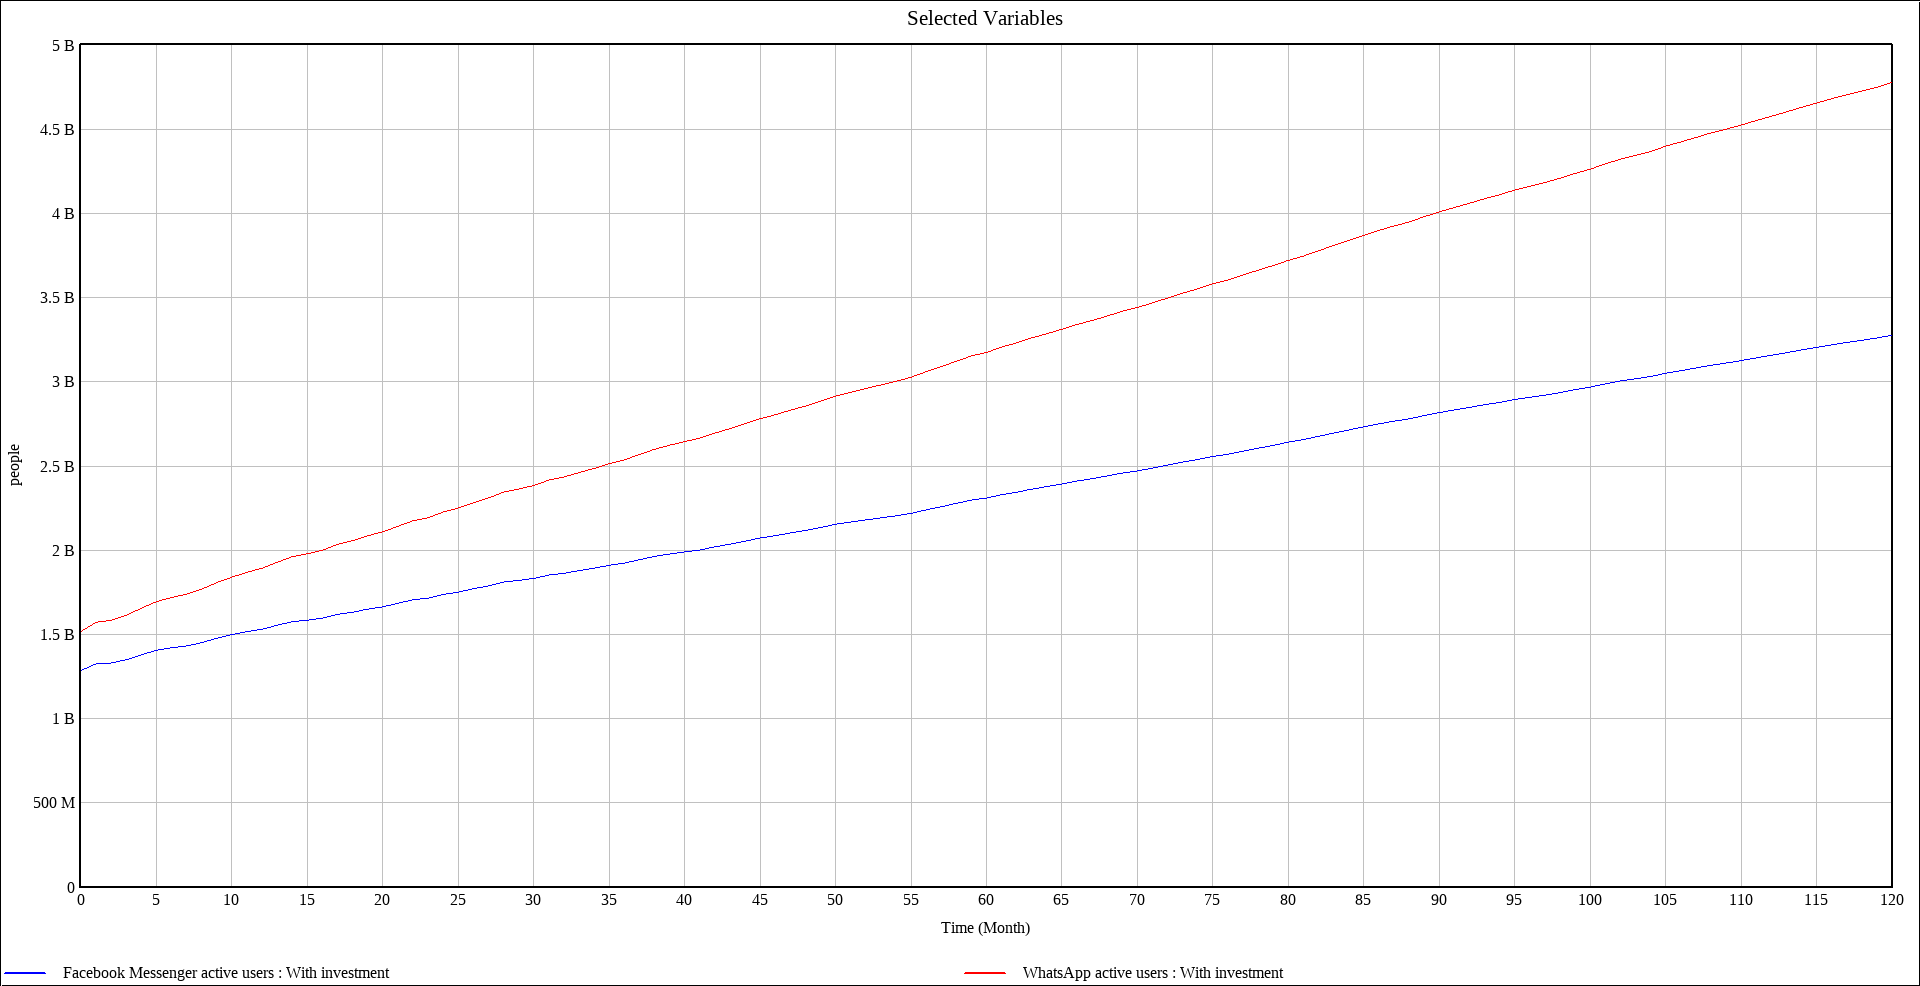 Selected Variables
5 B
4.5 B
4 B
3.5 B
3 B
2.5 B
2 B
1.5 B
1 B
500 M
0
people
0 5 10 15 20 25 30 35 40 45 50 55 60 65 70 75 80 85 90 95 100 105 110 115 120
Time (Month)
Facebook Messenger active users : With investment
WhatsApp active users : With investment